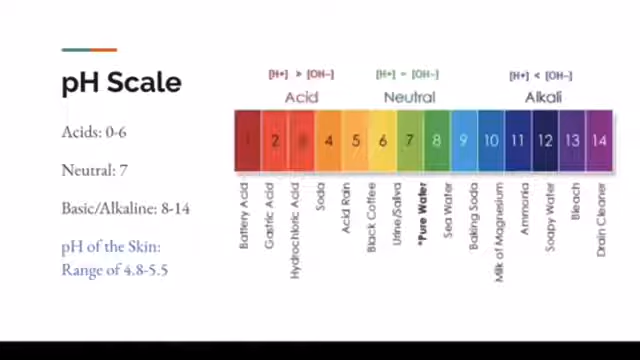 pH Scale
Acids: 0-6
Neutral: 7
Basic/Alkaline: 8-14
pH of the Skin:
Range of 4.8-5.5
[H+] > [OH−] [H+] = [OH−] [H+] < [OH−]
Acid Neutral Alkali
1 2 3 4 5 6 7 8 9 10 11 12 13 14
Battery Acid
Gastric Acid
Hydrochloric Acid
Soda
Acid Rain
Black Coffee
Urine/Saliva
*Pure Water
Sea Water
Baking Soda
Milk of Magnesium
Ammonia
Soapy Water
Bleach
Drain Cleaner